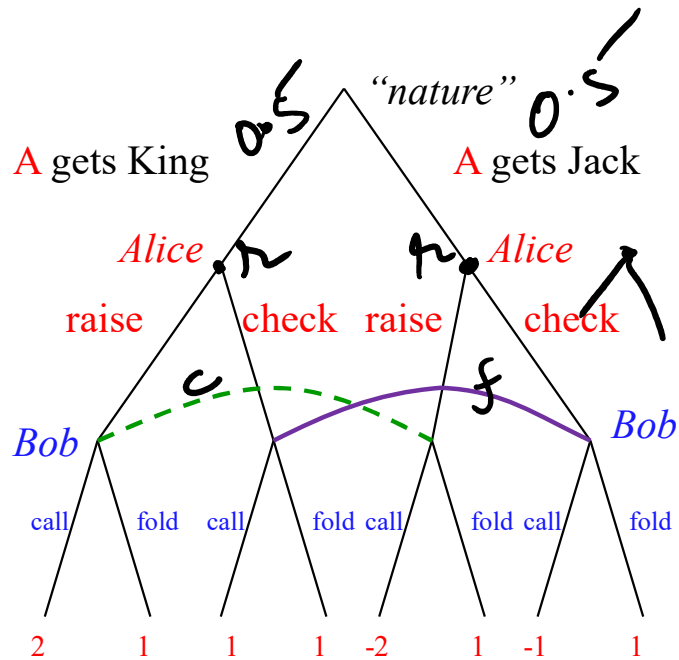 0.5 "nature" 0.5
A gets King A gets Jack
Alice r r Alice
raise check raise check
c f
Bob Bob
call fold call fold call fold call fold
2 1 1 1 -2 1 -1 1